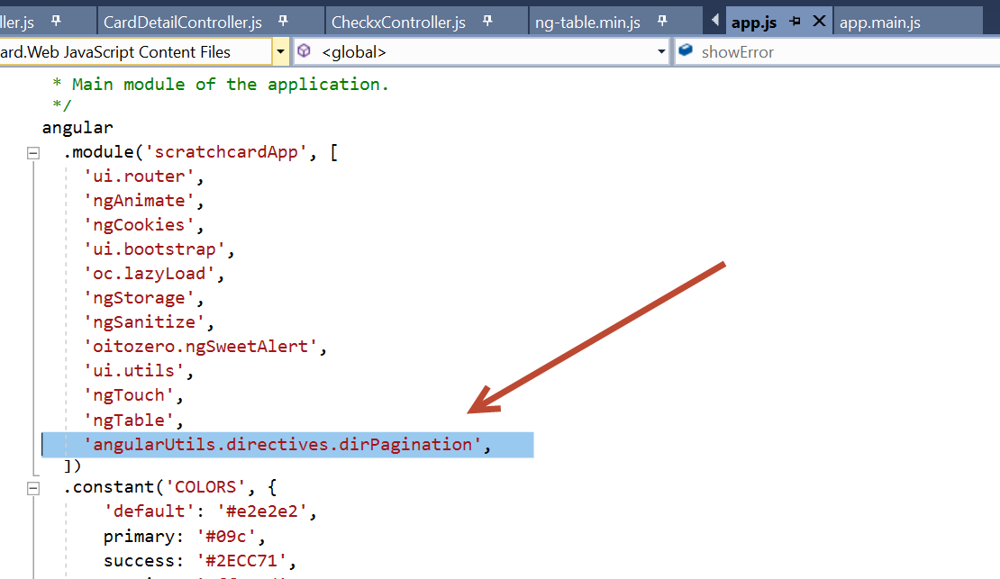 ller.js CardDetailController.js CheckxController.js ng-table.min.js app.js app.main.js
ard.Web JavaScript Content Files <global> showError
* Main module of the application.
*/
angular
.module('scratchcardApp', [
'ui.router',
'ngAnimate',
'ngCookies',
'ui.bootstrap',
'oc.lazyLoad',
'ngStorage',
'ngSanitize',
'oitozero.ngSweetAlert',
'ui.utils',
'ngTouch',
'ngTable',
'angularUtils.directives.dirPagination',
])
.constant('COLORS', {
'default': '#e2e2e2',
primary: '#09c',
success: '#2ECC71',